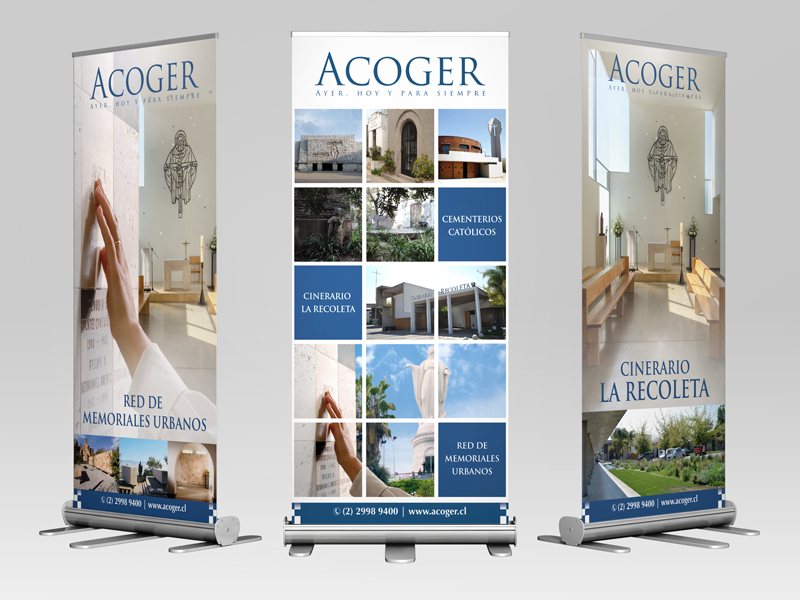 ACOGER
AYER, HOY Y PARA SIEMPRE
RED DE
MEMORIALES URBANOS
(2) 2998 9400 | www.acoger.cl
ACOGER
AYER, HOY Y PARA SIEMPRE
CEMENTERIOS
CATÓLICOS
CINERARIO
LA RECOLETA
RECOLETA
RED DE
MEMORIALES
URBANOS
(2) 2998 9400 | www.acoger.cl
ACOGER
AYER, HOY Y PARA SIEMPRE
CINERARIO
LA RECOLETA
(2) 2998 9400 | www.acoger.cl